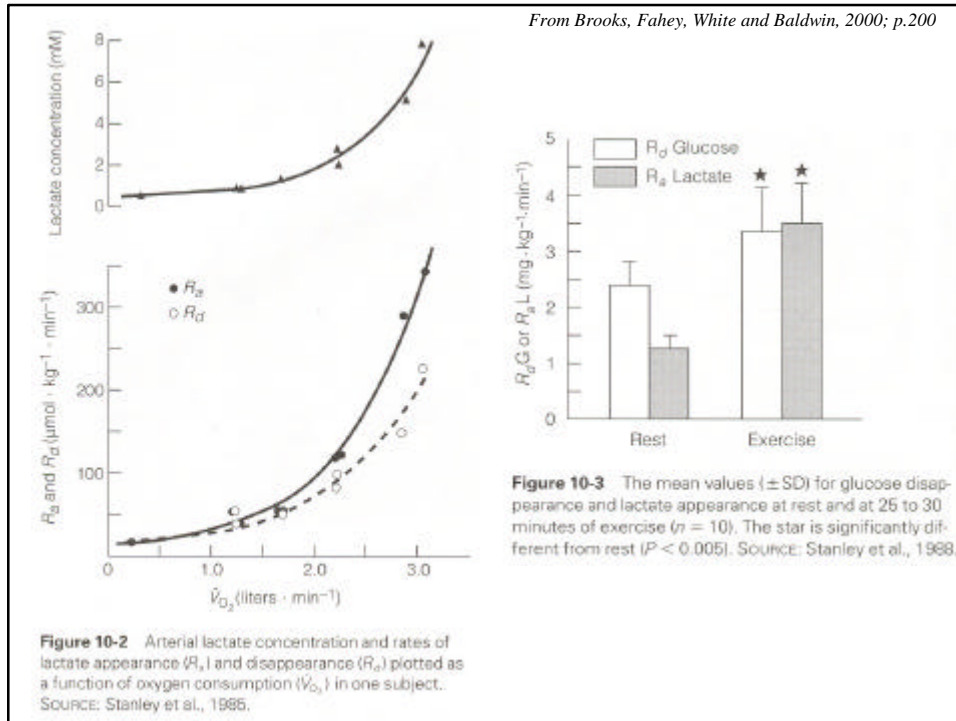 From Brooks, Fahey, White and Baldwin, 2000; p.200
Lactate concentration (mM)
8
6
4
2
0
Rₐ and R_d (μmol · kg⁻¹ · min⁻¹)
300
200
100
● Rₐ
○ R_d
0 1.0 2.0 3.0
V̇O₂ (liters · min⁻¹)
Figure 10-2 Arterial lactate concentration and rates of
lactate appearance (Rₐ) and disappearance (R_d) plotted as
a function of oxygen consumption (V̇O₂) in one subject.
SOURCE: Stanley et al., 1985.
R_dG or RₐL (mg · kg⁻¹ · min⁻¹)
5
4
3
2
1
0
R_d Glucose
Rₐ Lactate
★ ★
Rest Exercise
Figure 10-3 The mean values (± SD) for glucose disap-
pearance and lactate appearance at rest and at 25 to 30
minutes of exercise (n = 10). The star is significantly dif-
ferent from rest (P < 0.005). SOURCE: Stanley et al., 1988.